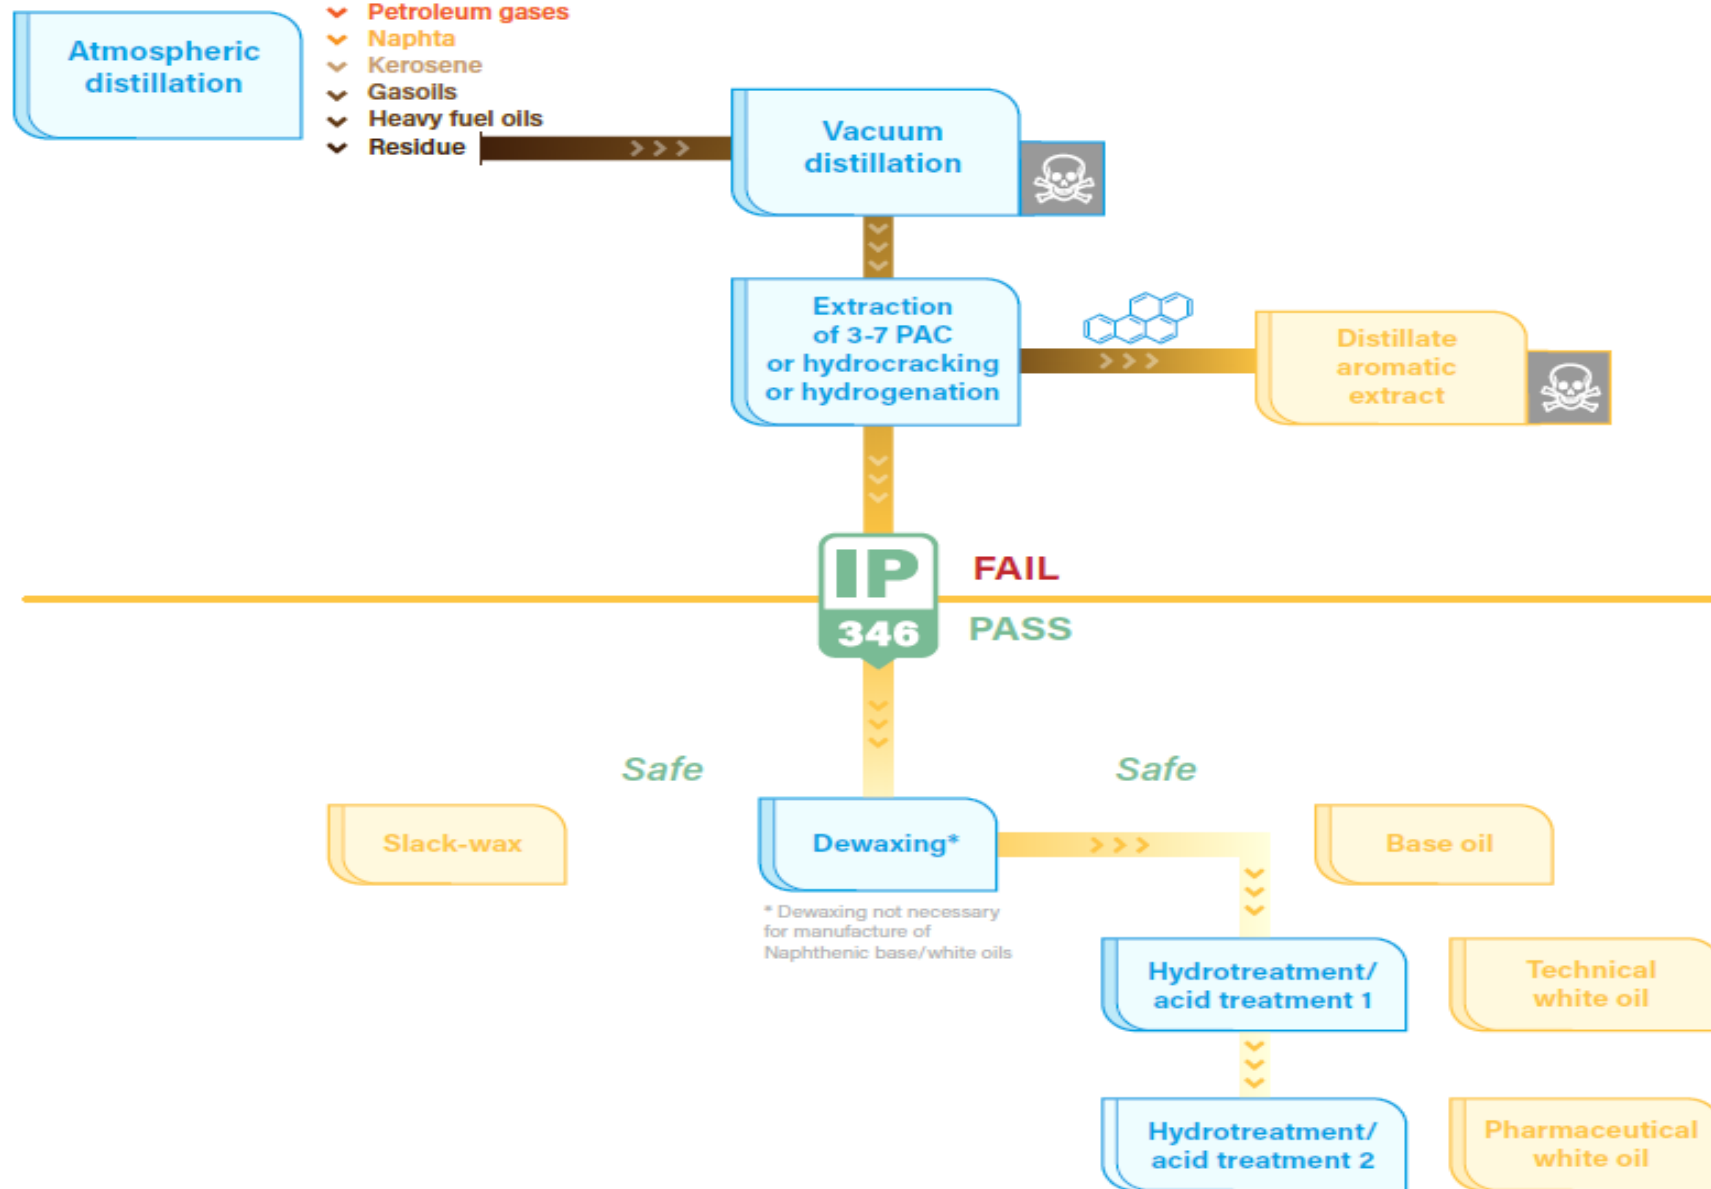 Atmospheric
distillation
Petroleum gases
Naphta
Kerosene
Gasoils
Heavy fuel oils
Residue
Vacuum
distillation
Extraction
of 3-7 PAC
or hydrocracking
or hydrogenation
Distillate
aromatic
extract
IP
346
FAIL
PASS
Safe
Safe
Slack-wax
Dewaxing*
Base oil
* Dewaxing not necessary
for manufacture of
Naphthenic base/white oils
Hydrotreatment/
acid treatment 1
Technical
white oil
Hydrotreatment/
acid treatment 2
Pharmaceutical
white oil